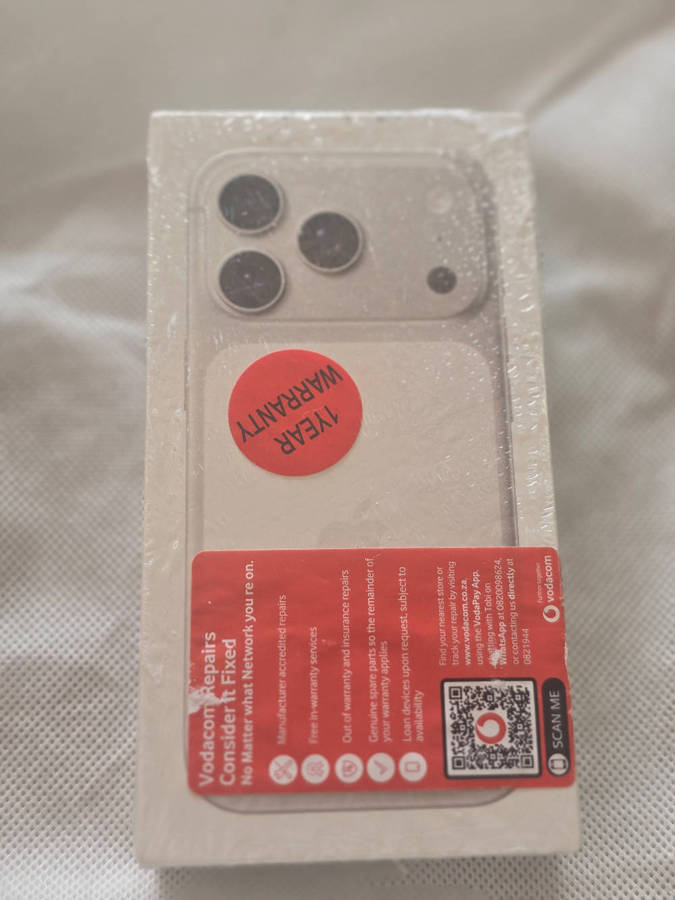 1YEAR
WARRANTY
Vodacom Repairs
Consider it Fixed
No Matter what Network you re on.
Manufacturer accredited repairs
Free in-warranty services
Out of warranty and insurance repairs
Genuine spare parts so the remainder of
your warranty applies
Loan devices upon request, subject to
availability
Find your nearest store or
track your repair by visiting
www.vodacom.co.za,
using the VodaPay App,
with Tobi on
WhatsApp at 0820098624,
or contacting us directly at
0821944
SCAN ME
Further together
vodacom